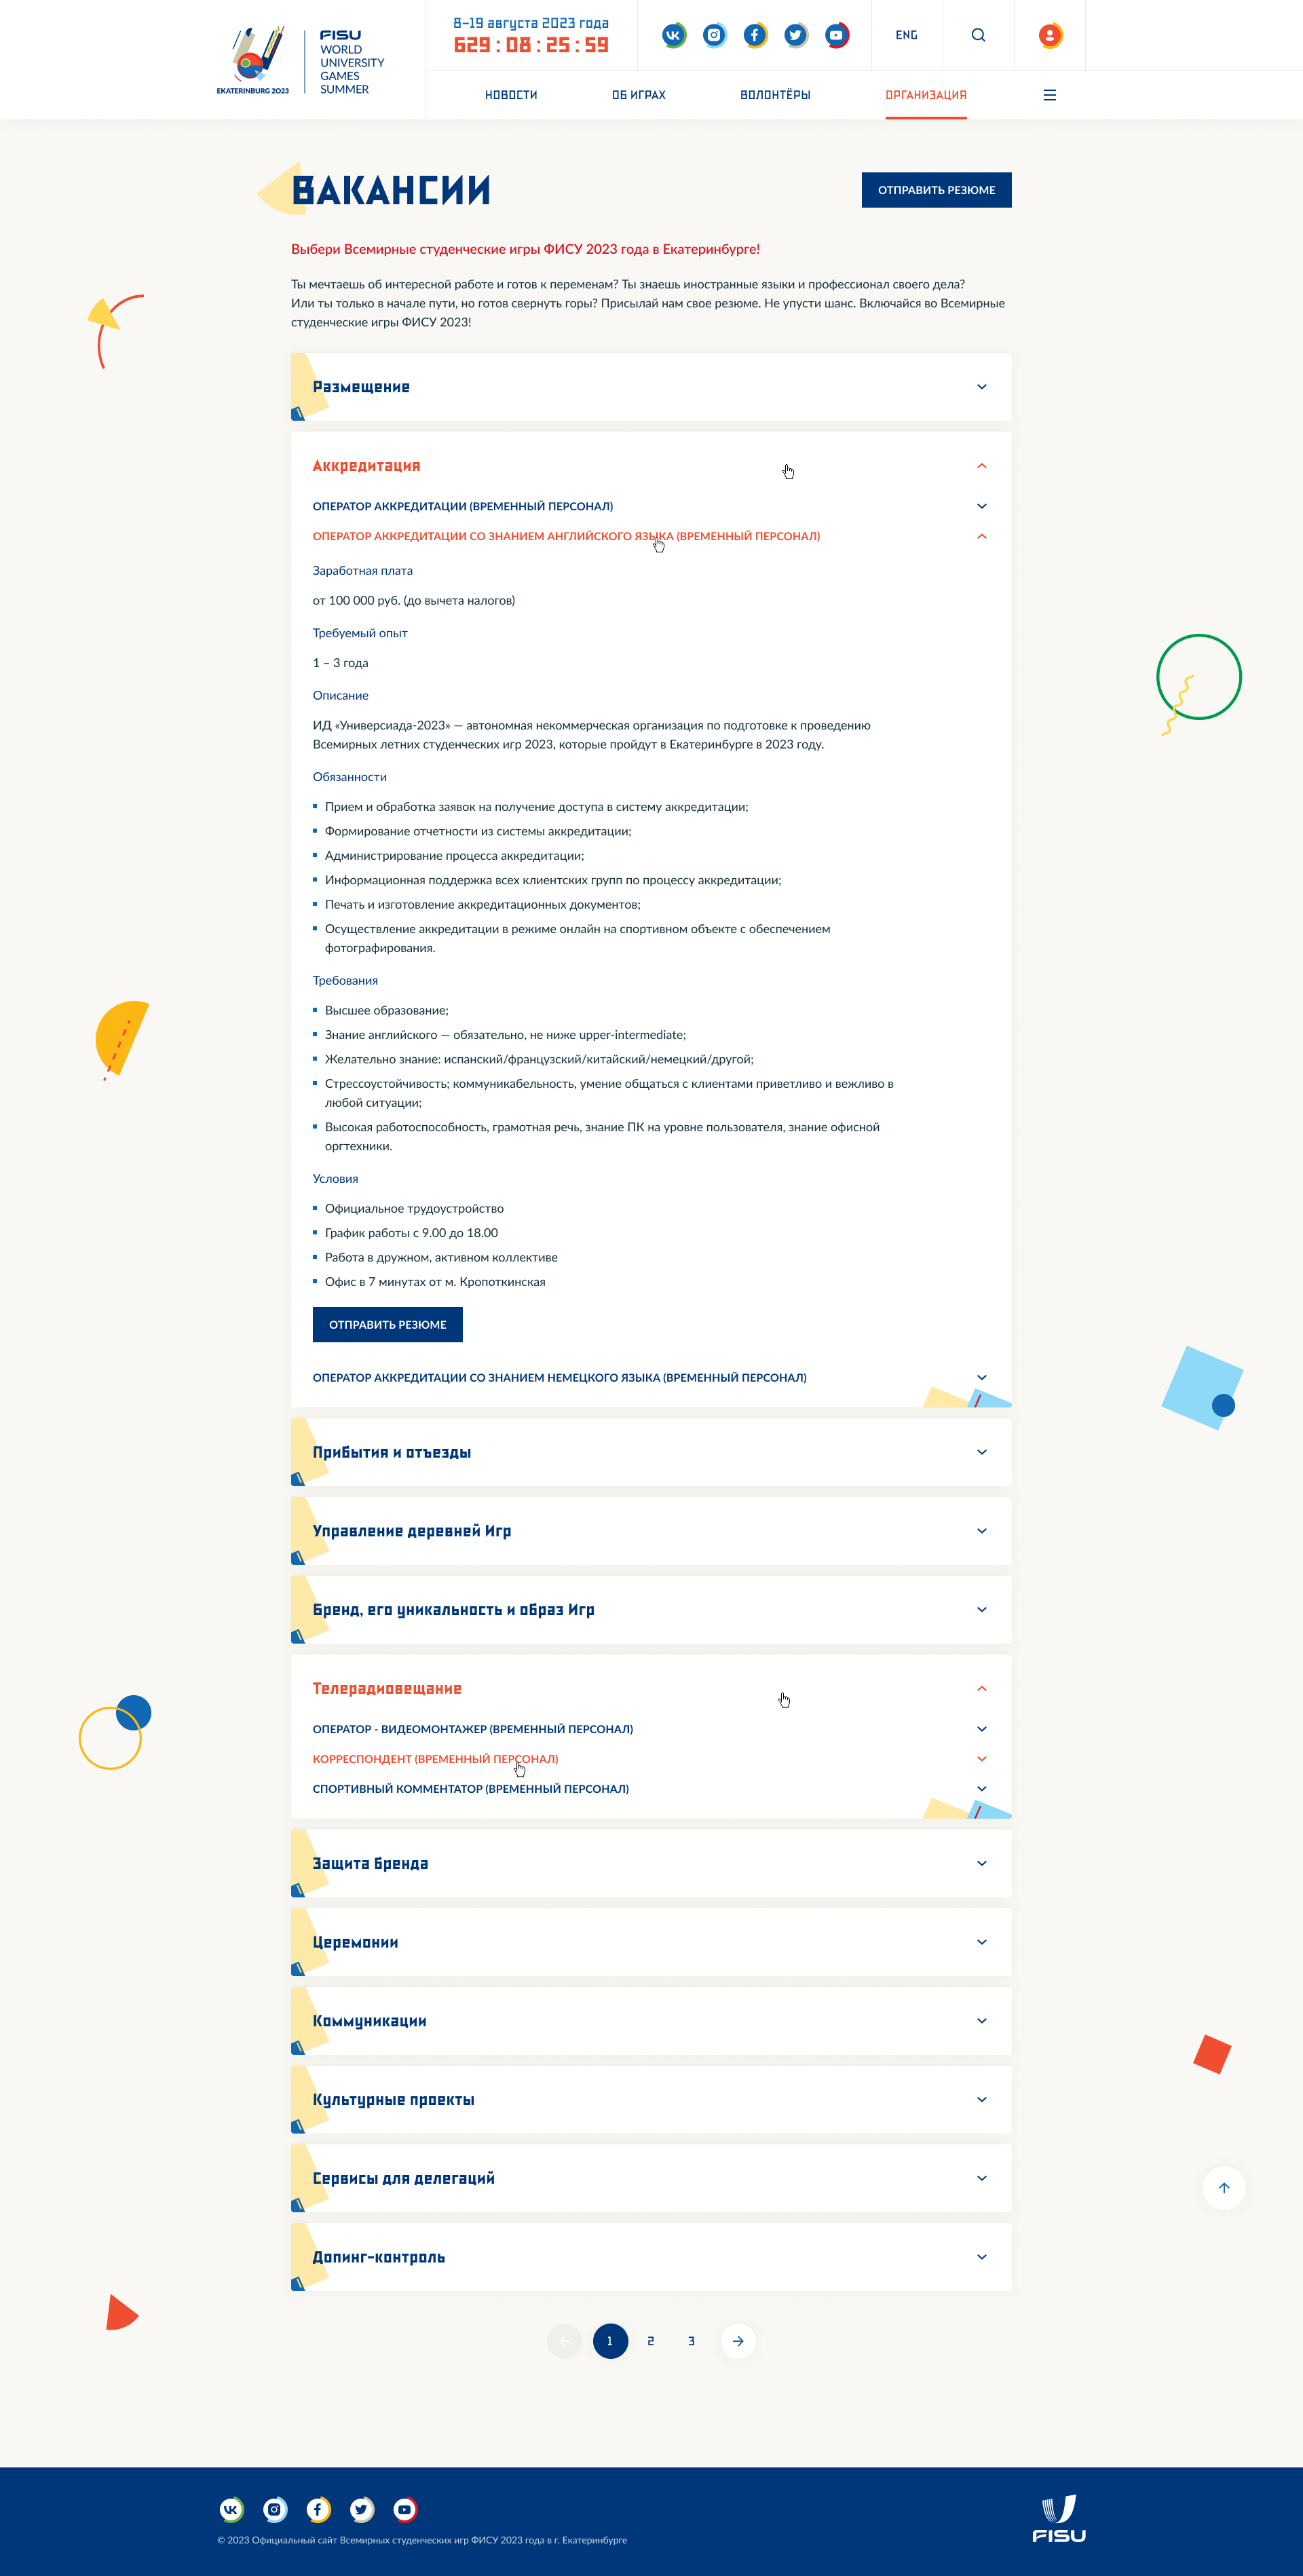 EKATERINBURG 2023
FISU
WORLD
UNIVERSITY
GAMES
SUMMER
8–19 августа 2023 года
629 : 08 : 25 : 59
ENG
НОВОСТИ
ОБ ИГРАХ
ВОЛОНТЁРЫ
ОРГАНИЗАЦИЯ
ВАКАНСИИ
ОТПРАВИТЬ РЕЗЮМЕ
Выбери Всемирные студенческие игры ФИСУ 2023 года в Екатеринбурге!
Ты мечтаешь об интересной работе и готов к переменам? Ты знаешь иностранные языки и профессионал своего дела?
Или ты только в начале пути, но готов свернуть горы? Присылай нам свое резюме. Не упусти шанс. Включайся во Всемирные
студенческие игры ФИСУ 2023!
Размещение
Аккредитация
ОПЕРАТОР АККРЕДИТАЦИИ (ВРЕМЕННЫЙ ПЕРСОНАЛ)
ОПЕРАТОР АККРЕДИТАЦИИ СО ЗНАНИЕМ АНГЛИЙСКОГО ЯЗЫКА (ВРЕМЕННЫЙ ПЕРСОНАЛ)
Заработная плата
от 100 000 руб. (до вычета налогов)
Требуемый опыт
1 – 3 года
Описание
ИД «Универсиада-2023» — автономная некоммерческая организация по подготовке к проведению
Всемирных летних студенческих игр 2023, которые пройдут в Екатеринбурге в 2023 году.
Обязанности
Прием и обработка заявок на получение доступа в систему аккредитации;
Формирование отчетности из системы аккредитации;
Администрирование процесса аккредитации;
Информационная поддержка всех клиентских групп по процессу аккредитации;
Печать и изготовление аккредитационных документов;
Осуществление аккредитации в режиме онлайн на спортивном объекте с обеспечением
фотографирования.
Требования
Высшее образование;
Знание английского — обязательно, не ниже upper-intermediate;
Желательно знание: испанский/французский/китайский/немецкий/другой;
Стрессоустойчивость; коммуникабельность, умение общаться с клиентами приветливо и вежливо в
любой ситуации;
Высокая работоспособность, грамотная речь, знание ПК на уровне пользователя, знание офисной
оргтехники.
Условия
Официальное трудоустройство
График работы с 9.00 до 18.00
Работа в дружном, активном коллективе
Офис в 7 минутах от м. Кропоткинская
ОТПРАВИТЬ РЕЗЮМЕ
ОПЕРАТОР АККРЕДИТАЦИИ СО ЗНАНИЕМ НЕМЕЦКОГО ЯЗЫКА (ВРЕМЕННЫЙ ПЕРСОНАЛ)
Прибытия и отъезды
Управление деревней Игр
Бренд, его уникальность и образ Игр
Телерадиовещание
ОПЕРАТОР - ВИДЕОМОНТАЖЕР (ВРЕМЕННЫЙ ПЕРСОНАЛ)
КОРРЕСПОНДЕНТ (ВРЕМЕННЫЙ ПЕРСОНАЛ)
СПОРТИВНЫЙ КОММЕНТАТОР (ВРЕМЕННЫЙ ПЕРСОНАЛ)
Защита бренда
Церемонии
Коммуникации
Культурные проекты
Сервисы для делегаций
Допинг-контроль
1 2 3
© 2023 Официальный сайт Всемирных студенческих игр ФИСУ 2023 года в г. Екатеринбурге
FISU